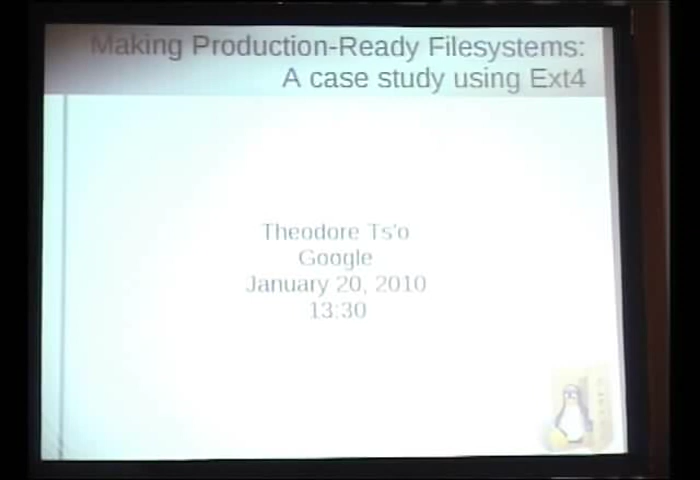 Making Production-Ready Filesystems:
A case study using Ext4
Theodore Ts'o
Google
January 20, 2010
13:30